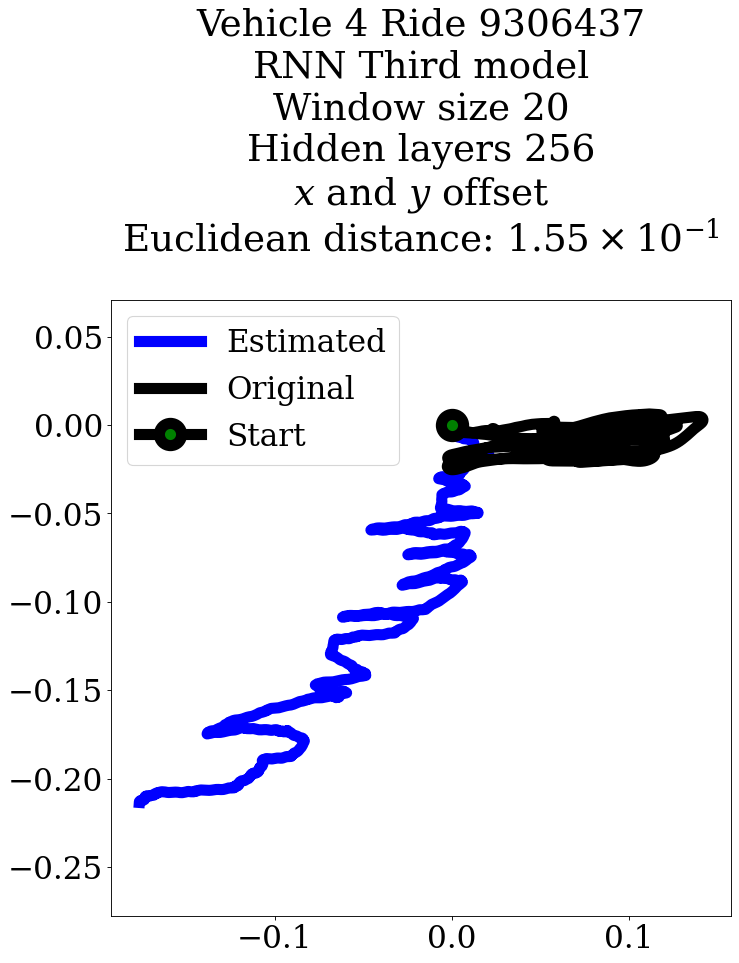 Vehicle 4 Ride 9306437
RNN Third model
Window size 20
Hidden layers 256
x and y offset
Euclidean distance: 1.55 × 10⁻¹
Estimated
Original
Start
0.05
0.00
−0.05
−0.10
−0.15
−0.20
−0.25
−0.1 0.0 0.1